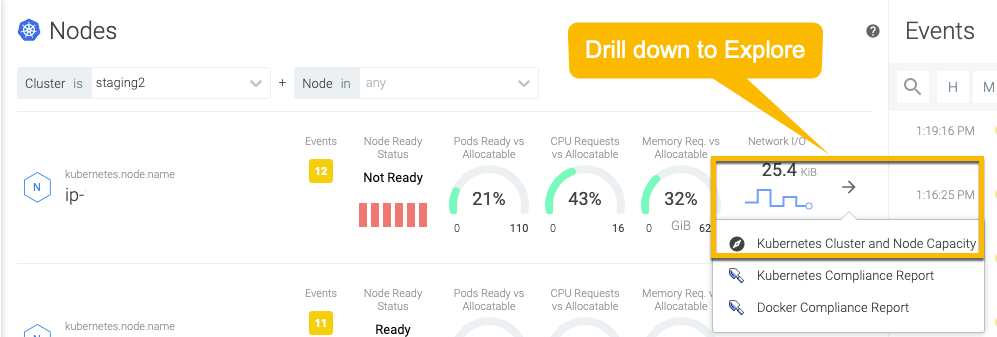 Nodes
Events
Drill down to Explore
Cluster is staging2
+
Node in any
H
M
1:19:16 PM
Events
Node Ready
Status
Pods Ready vs
Allocatable
CPU Requests
vs Allocatable
Memory Req. vs
Allocatable
Network I/O
kubernetes.node.name
N
ip-
12
Not Ready
21%
0
110
43%
0
16
32%
GiB
0
62
25.4 KiB
1:16:25 PM
Kubernetes Cluster and Node Capacity
Kubernetes Compliance Report
Docker Compliance Report
Events
Node Ready
Status
Pods Ready vs
Allocatable
CPU Requests
vs Allocatable
Memory Req. vs
Allocatable
kubernetes.node.name
N
11
Ready